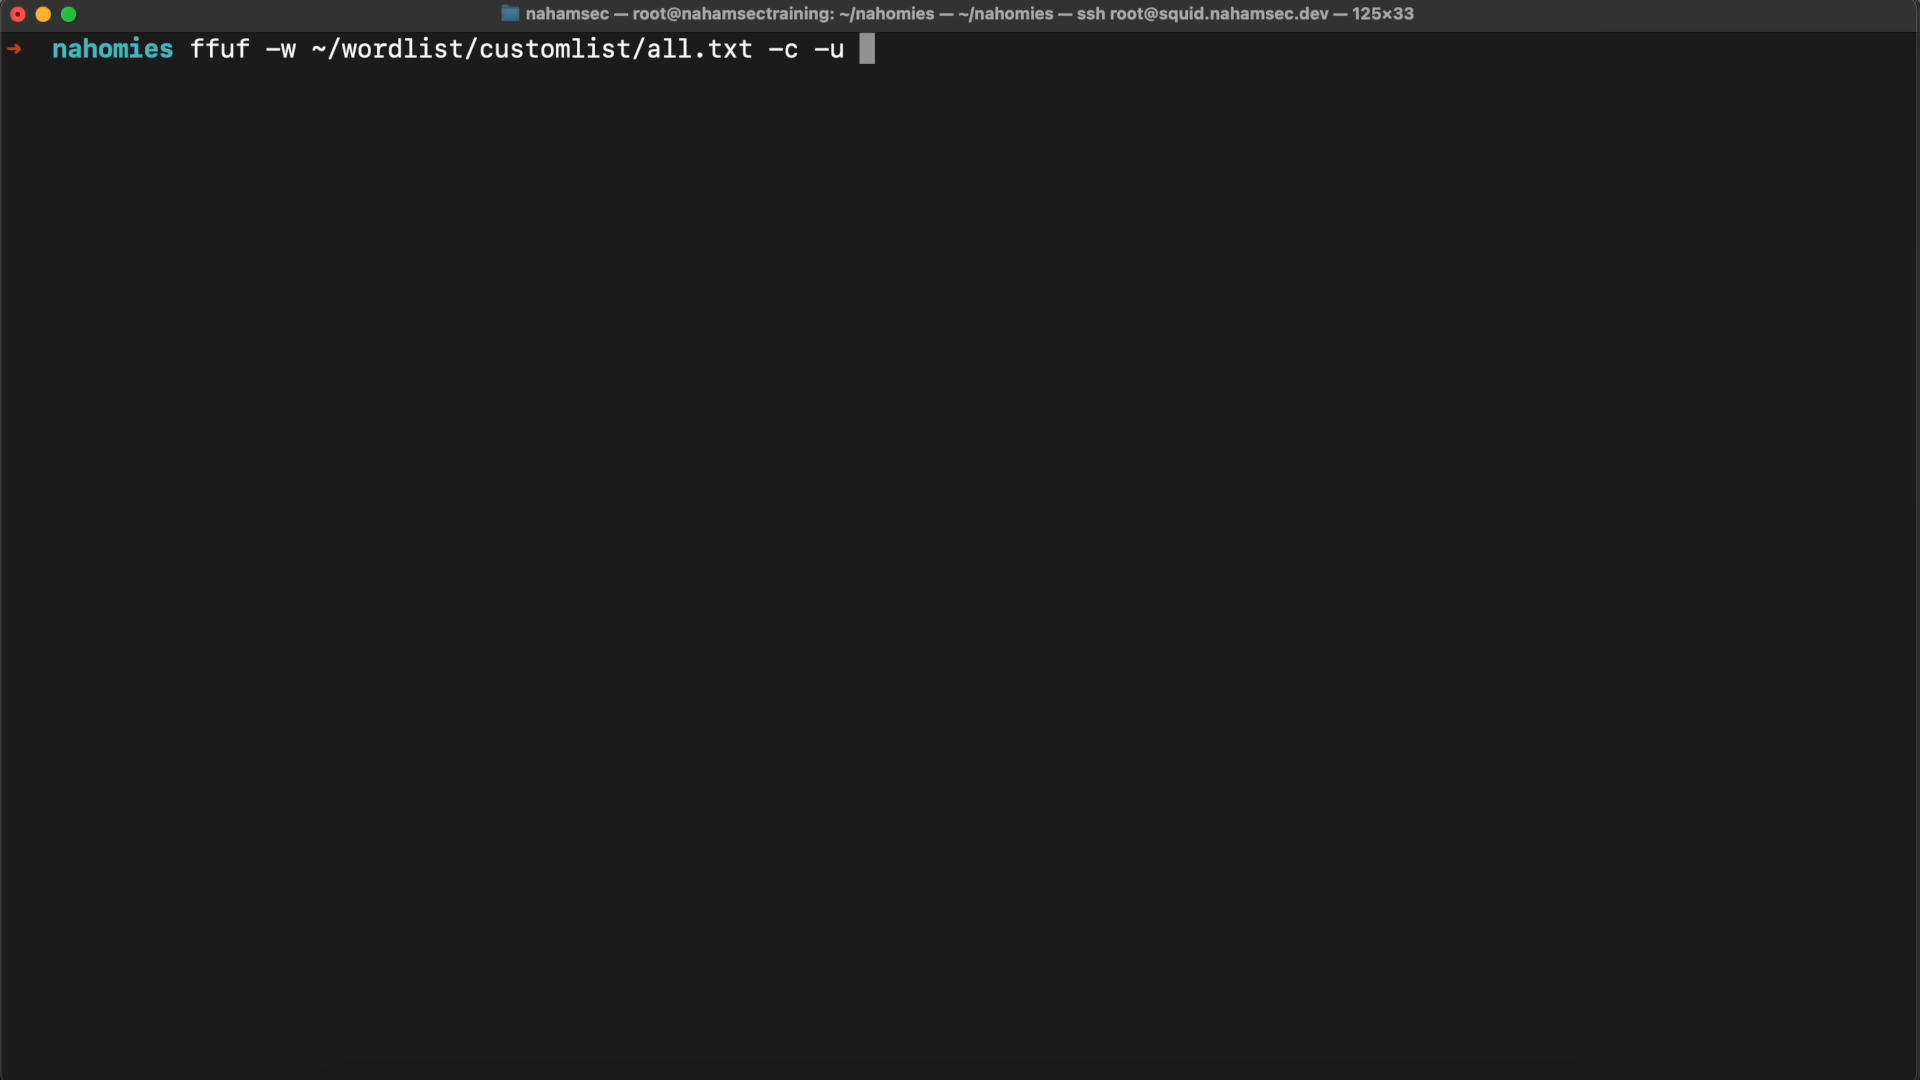 nahamsec — root@nahamsectraining: ~/nahomies — ~/nahomies — ssh root@squid.nahamsec.dev — 125×33
➜ nahomies ffuf -w ~/wordlist/customlist/all.txt -c -u